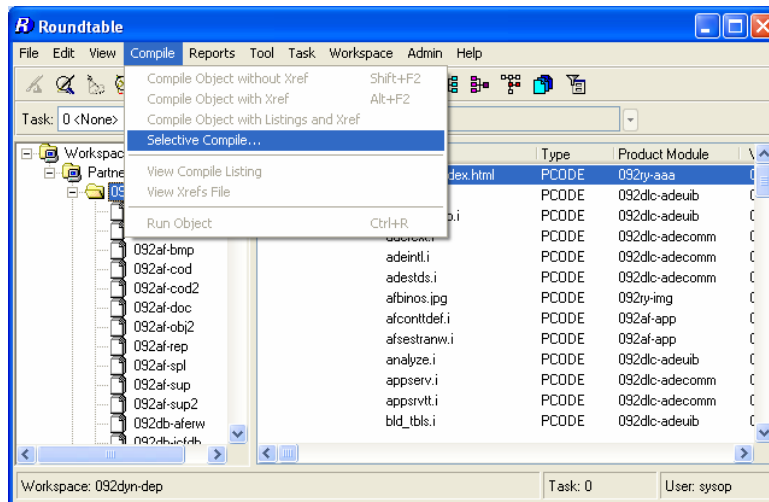 Roundtable
File Edit View Compile Reports Tool Task Workspace Admin Help
Compile Object without Xref Shift+F2
Compile Object with Xref Alt+F2
Compile Object with Listings and Xref
Selective Compile...
View Compile Listing
View Xrefs File
Run Object Ctrl+R
Task: 0 <None>
Workspac
Partne
092af-bmp
092af-cod
092af-cod2
092af-doc
092af-obj2
092af-rep
092af-spl
092af-sup
092af-sup2
092db-aferw
092db-icfdb
Type Product Module
dex.html PCODE 092ry-aaa
PCODE 092dlc-adeuib
o.i PCODE 092dlc-adeuib
PCODE 092dlc-adecomm
adeintl.i PCODE 092dlc-adecomm
adestds.i PCODE 092dlc-adecomm
afbinos.jpg PCODE 092ry-img
afconttdef.i PCODE 092af-app
afsestranw.i PCODE 092af-app
analyze.i PCODE 092dlc-adeuib
appserv.i PCODE 092dlc-adecomm
appsrvtt.i PCODE 092dlc-adecomm
bld_tbls.i PCODE 092dlc-adeuib
Workspace: 092dyn-dep Task: 0 User: sysop